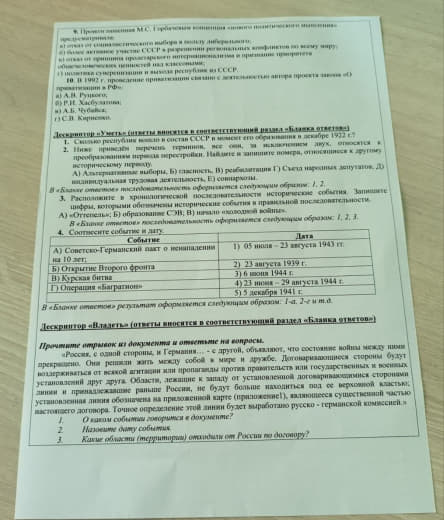 9. Провозглашенная М.С. Горбачевым концепция «нового политического мышления»
предусматривала:
а) отказ от социалистического выбора в пользу либерального;
б) более активное участие СССР в разрешении региональных конфликтов по всему миру;
в) отказ от принципа пролетарского интернационализма и признание приоритета
общечеловеческих ценностей над классовыми;
г) политика суверенизации и выхода республик из СССР.
10. В 1992 г. проведение приватизации связано с деятельностью автора проекта закона «О
приватизации в РФ»:
а) А.В. Руцкого;
б) Р.И. Хасбулатова;
в) А.Б. Чубайса;
г) С.В. Кириенко.
Дескриптор «Уметь» (ответы вносятся в соответствующий раздел «Бланка ответов»)
1. Сколько республик вошло в состав СССР в момент его образования в декабре 1922 г.?
2. Ниже приведён перечень терминов, все они, за исключением двух, относятся к
преобразованиям периода перестройки. Найдите и запишите номера, относящиеся к другому
историческому периоду.
А) Альтернативные выборы, Б) гласность, В) реабилитация Г) Съезд народных депутатов, Д)
индивидуальная трудовая деятельность, Е) совнархозы.
В «Бланке ответов» последовательность оформляется следующим образом: 1, 2.
3. Расположите в хронологической последовательности исторические события. Запишите
цифры, которыми обозначены исторические события в правильной последовательности.
А) «Оттепель»; Б) образование СЭВ; В) начало «холодной войны».
В «Бланке ответов» последовательность оформляется следующим образом: 1, 2, 3.
4. Соотнесите событие и дату.
Событие Дата
А) Советско-Германский пакт о ненападении
на 10 лет; 1) 05 июля – 23 августа 1943 гг.
Б) Открытие Второго фронта 2) 23 августа 1939 г.
В) Курская битва 3) 6 июня 1944 г.
Г) Операция «Багратион» 4) 23 июня – 29 августа 1944 г.
5) 5 декабря 1941 г.
В «Бланке ответов» результат оформляется следующим образом: 1-а, 2-г и т.д.
Дескриптор «Владеть» (ответы вносятся в соответствующий раздел «Бланка ответов»)
Прочтите отрывок из документа и ответьте на вопросы.
«Россия, с одной стороны, и Германия… - с другой, объявляют, что состояние войны между ними
прекращено. Они решили жить между собой в мире и дружбе. Договаривающиеся стороны будут
воздерживаться от всякой агитации или пропаганды против правительств или государственных и военных
установлений друг друга. Области, лежащие к западу от установленной договаривающимися сторонами
линии и принадлежавшие раньше России, не будут больше находиться под ее верховной властью;
установленная линия обозначена на приложенной карте (приложение1), являющееся существенной частью
настоящего договора. Точное определение этой линии будет выработано русско - германской комиссией.»
1. О каком событии говорится в документе?
2. Назовите дату события.
3. Какие области (территории) отходили от России по договору?